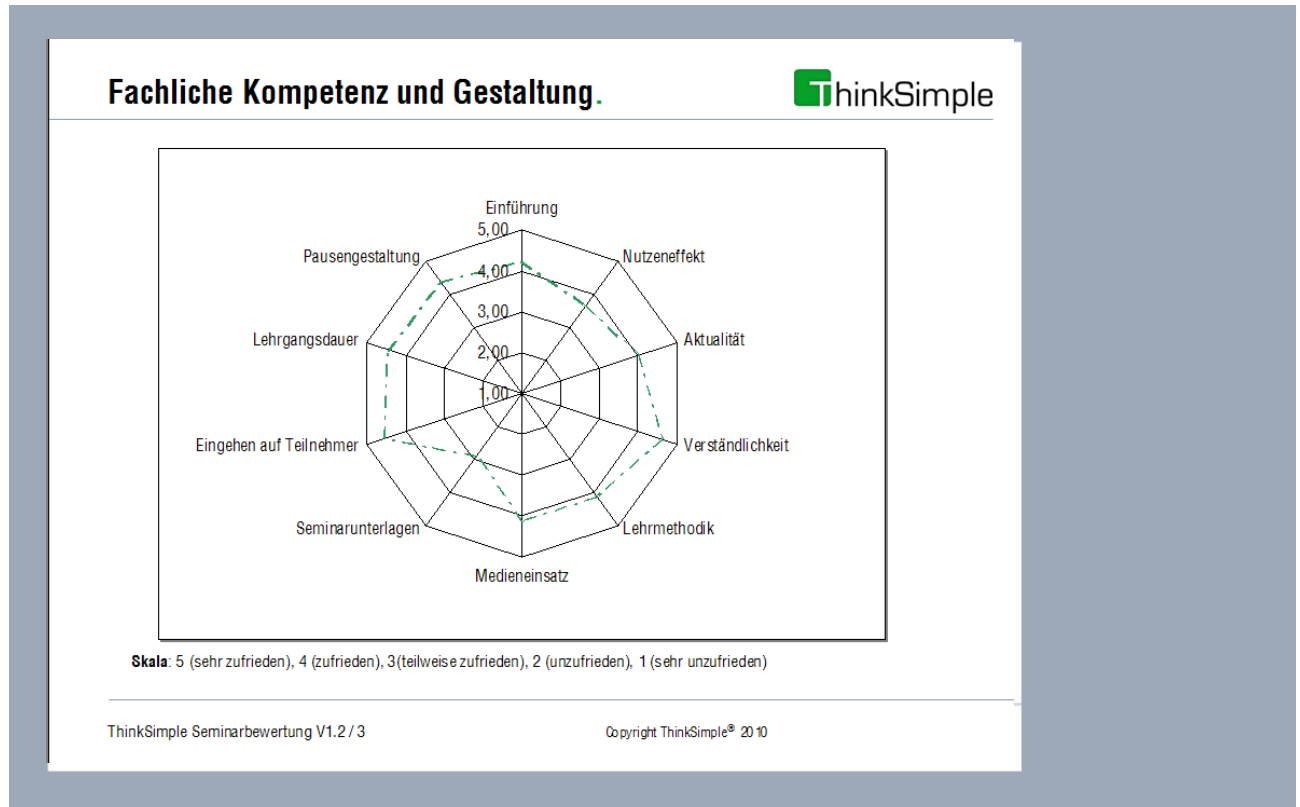 Fachliche Kompetenz und Gestaltung.
ThinkSimple
Einführung
5,00
Pausengestaltung
Nutzeneffekt
4,00
3,00
Lehrgangsdauer
Aktualität
2,00
1,00
Eingehen auf Teilnehmer
Verständlichkeit
Seminarunterlagen
Lehrmethodik
Medieneinsatz
Skala: 5 (sehr zufrieden), 4 (zufrieden), 3(teilweise zufrieden), 2 (unzufrieden), 1 (sehr unzufrieden)
ThinkSimple Seminarbewertung V1.2 / 3
Copyright ThinkSimple® 2010